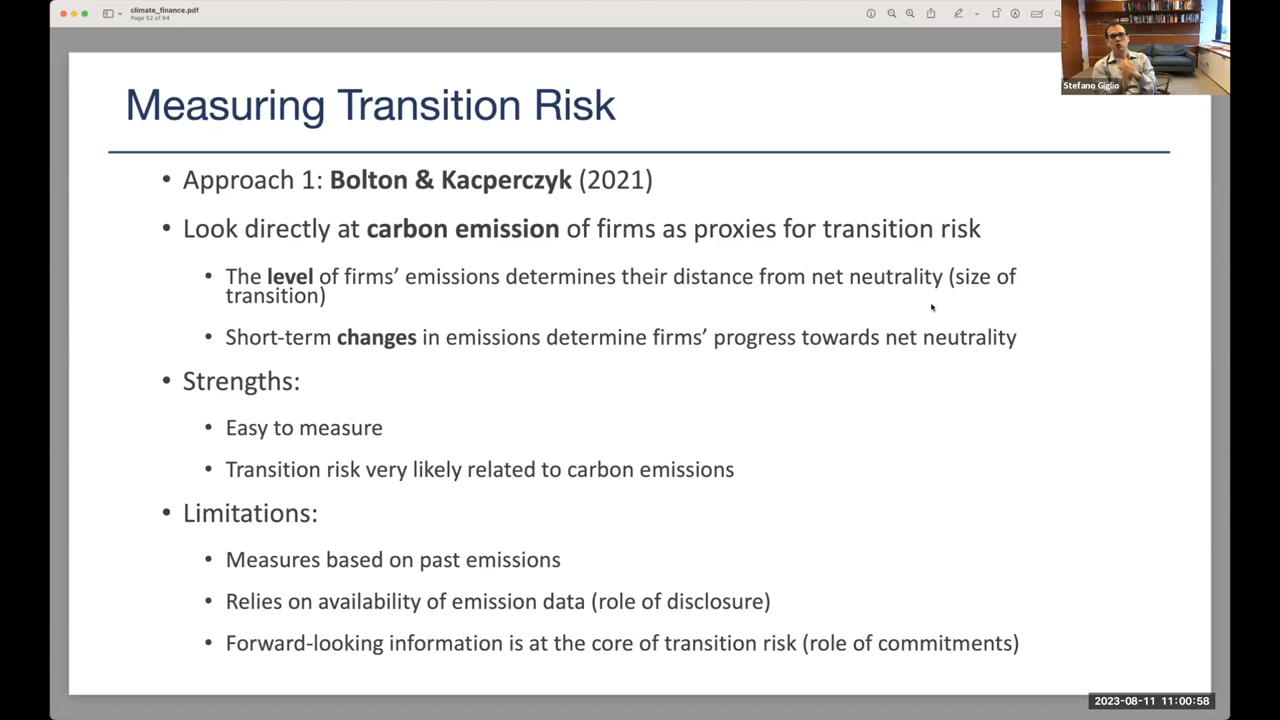 climate_finance.pdf
Page 52 of 94
Stefano Giglio
Measuring Transition Risk
• Approach 1: Bolton & Kacperczyk (2021)
• Look directly at carbon emission of firms as proxies for transition risk
• The level of firms’ emissions determines their distance from net neutrality (size of
transition)
• Short-term changes in emissions determine firms’ progress towards net neutrality
• Strengths:
• Easy to measure
• Transition risk very likely related to carbon emissions
• Limitations:
• Measures based on past emissions
• Relies on availability of emission data (role of disclosure)
• Forward-looking information is at the core of transition risk (role of commitments)
2023-08-11 11:00:58